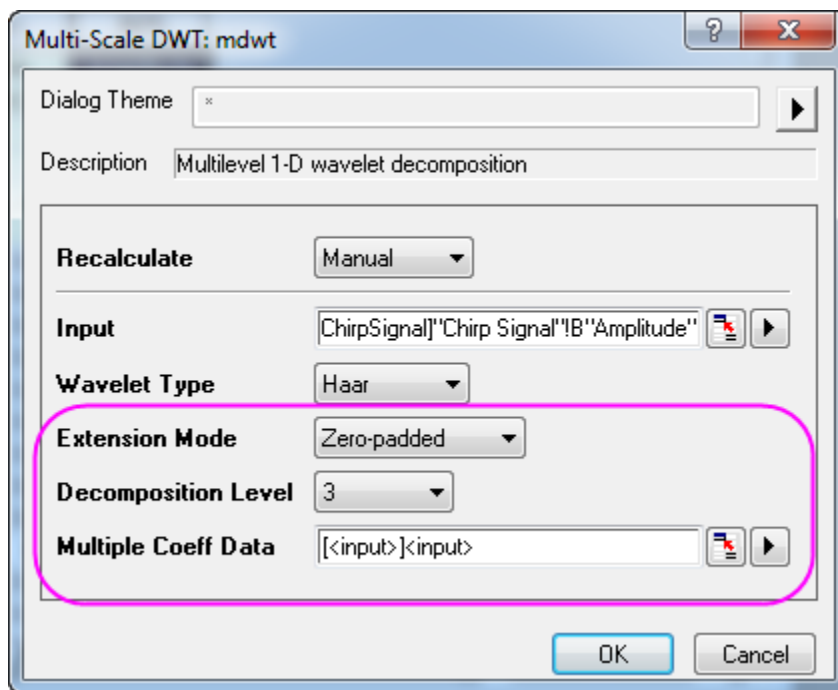 Multi-Scale DWT: mdwt
Dialog Theme *
Description Multilevel 1-D wavelet decomposition
Recalculate Manual
Input ChirpSignal]"Chirp Signal"!B"Amplitude"
Wavelet Type Haar
Extension Mode Zero-padded
Decomposition Level 3
Multiple Coeff Data [<input>]<input>
OK Cancel